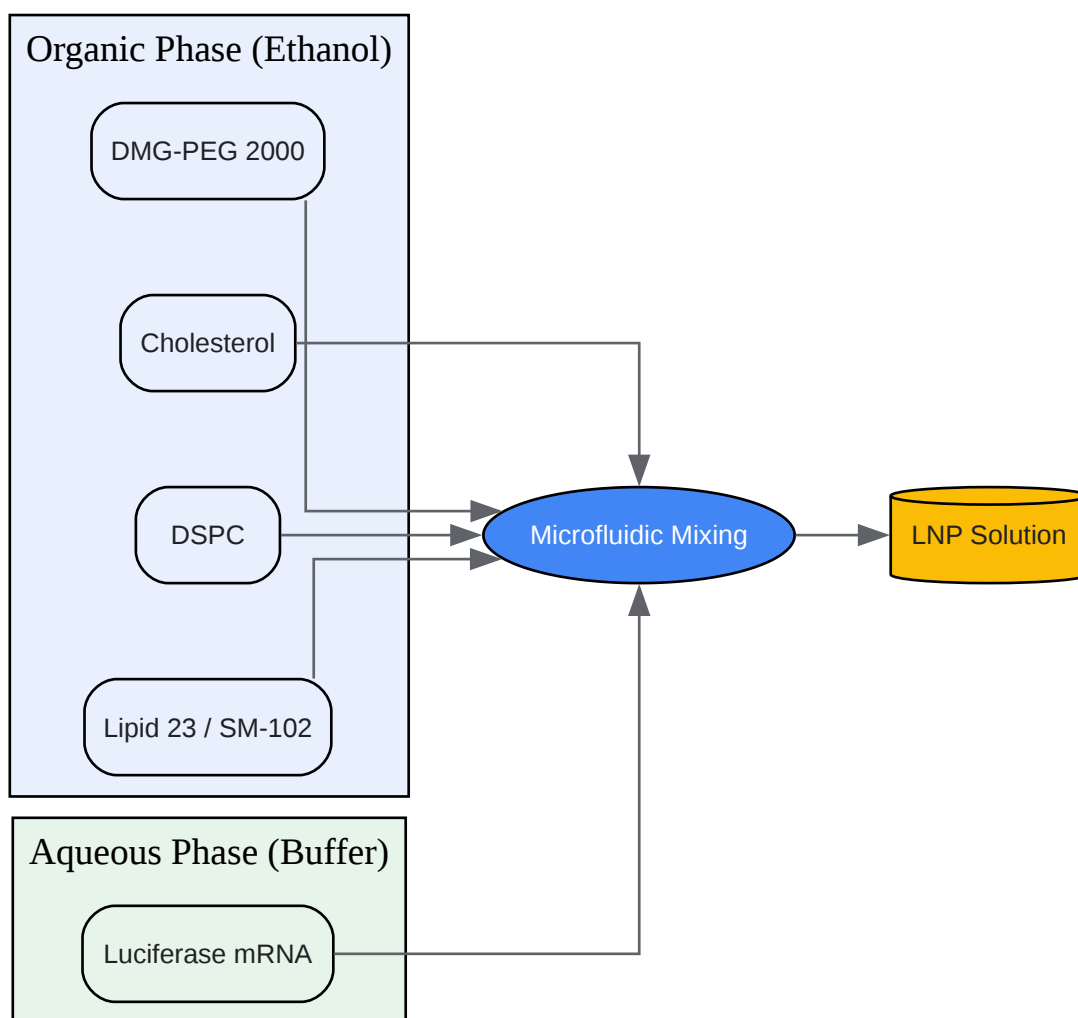 Organic Phase (Ethanol)
DMG-PEG 2000
Cholesterol
DSPC
Microfluidic Mixing
LNP Solution
Lipid 23 / SM-102
Aqueous Phase (Buffer)
Luciferase mRNA